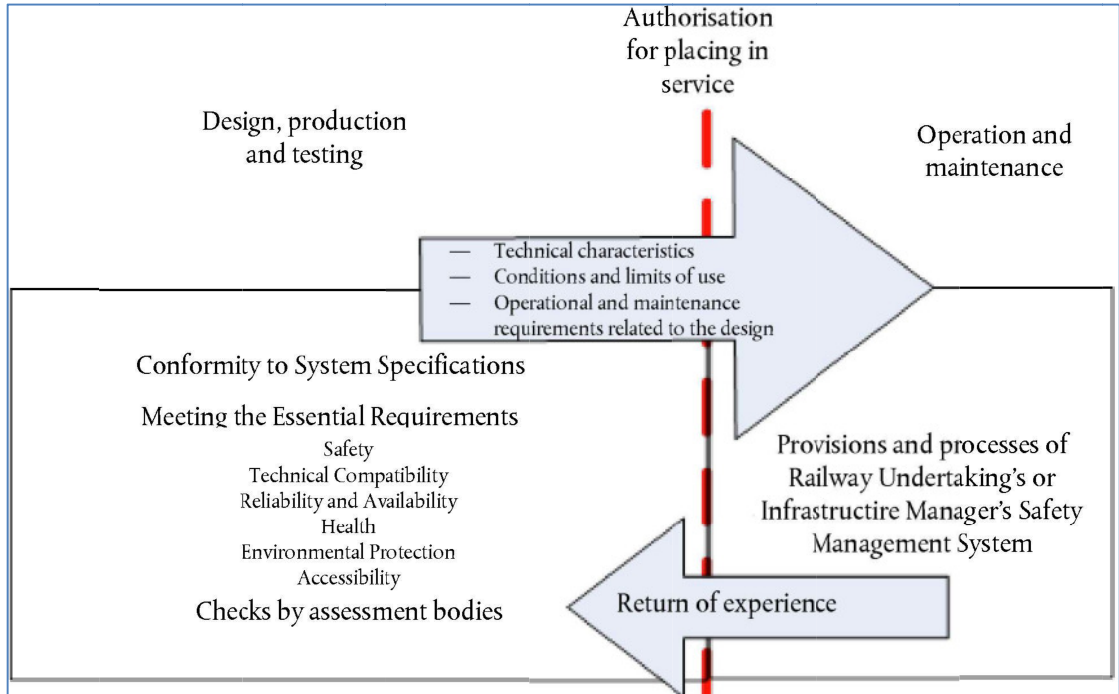 Authorisation
for placing in
service
Design, production
and testing
Operation and
maintenance
— Technical characteristics
— Conditions and limits of use
— Operational and maintenance
requirements related to the design
Conformity to System Specifications
Meeting the Essential Requirements
Safety
Technical Compatibility
Reliability and Availability
Health
Environmental Protection
Accessibility
Checks by assessment bodies
Provisions and processes of
Railway Undertaking's or
Infrastructire Manager's Safety
Management System
Return of experience